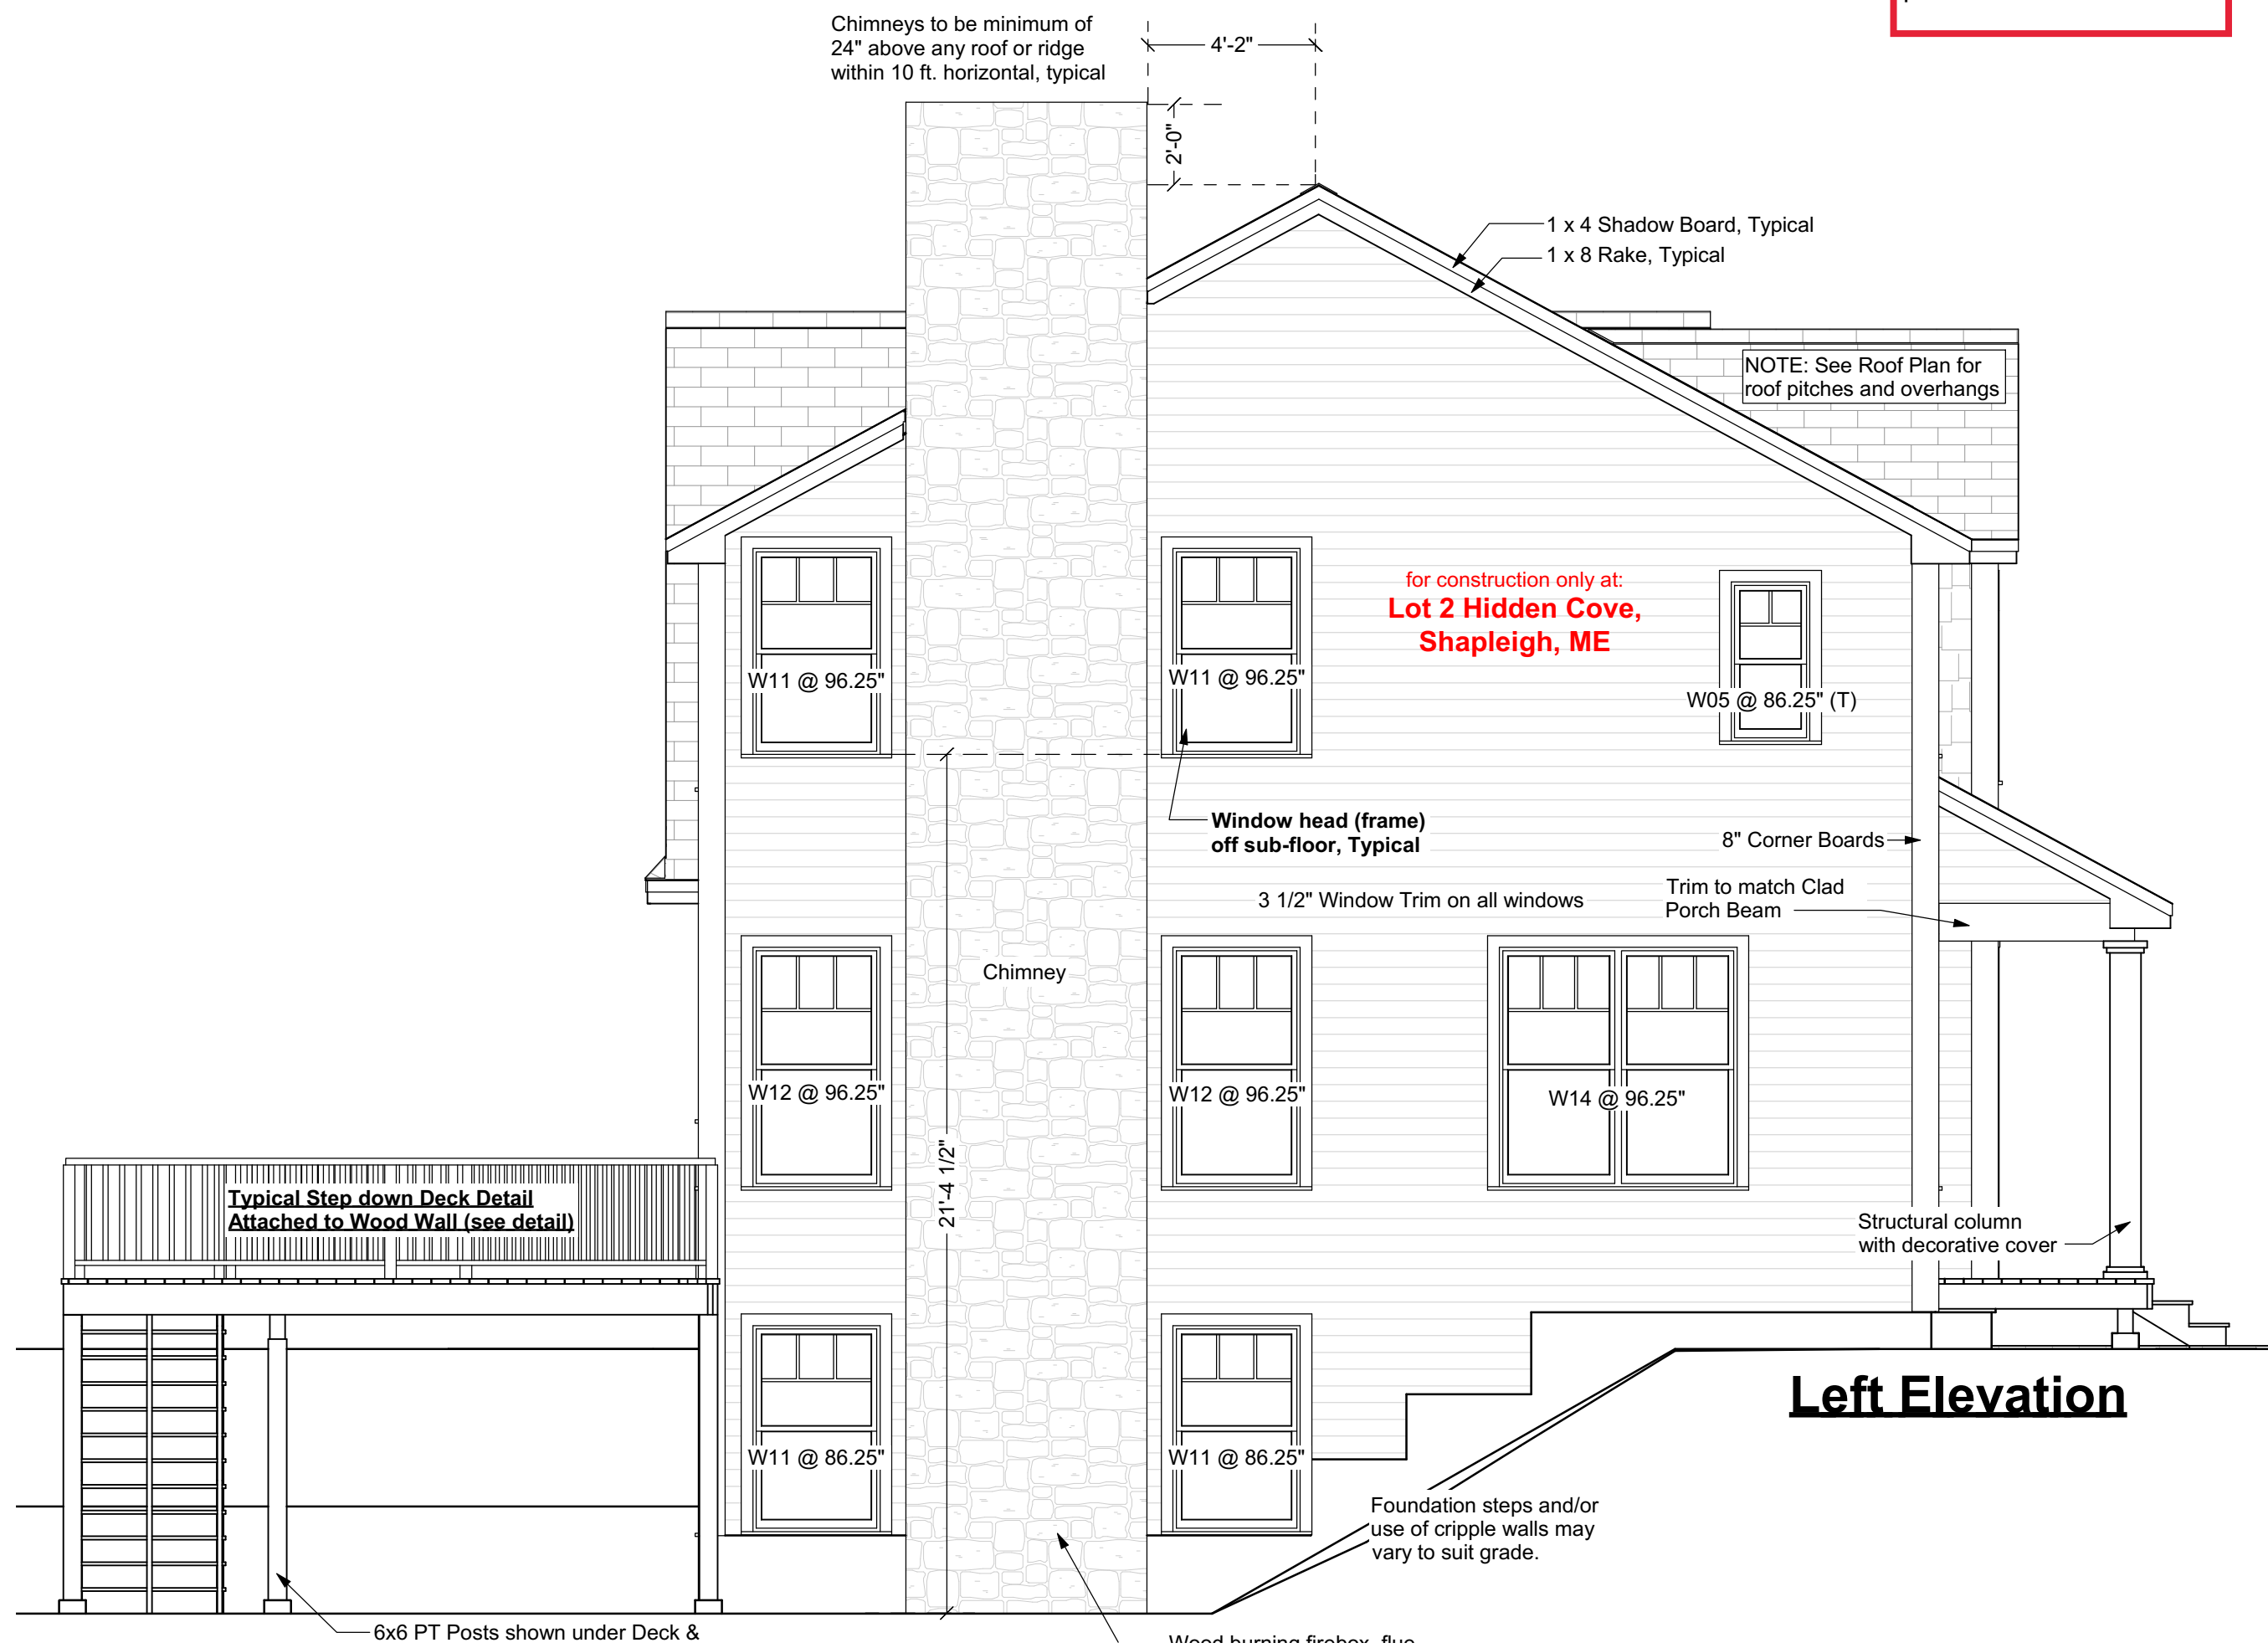 Chimneys to be minimum of
24" above any roof or ridge
within 10 ft. horizontal, typical
4'-2"
2'-0"
1 x 4 Shadow Board, Typical
1 x 8 Rake, Typical
NOTE: See Roof Plan for
roof pitches and overhangs
for construction only at:
Lot 2 Hidden Cove,
Shapleigh, ME
W11 @ 96.25"
W11 @ 96.25"
W05 @ 86.25" (T)
Window head (frame)
off sub-floor, Typical
8" Corner Boards
3 1/2" Window Trim on all windows
Trim to match Clad
Porch Beam
Chimney
W12 @ 96.25"
W12 @ 96.25"
W14 @ 96.25"
21'-4 1/2"
Typical Step down Deck Detail
Attached to Wood Wall (see detail)
Structural column
with decorative cover
Left Elevation
W11 @ 86.25"
W11 @ 86.25"
Foundation steps and/or
use of cripple walls may
vary to suit grade.
6x6 PT Posts shown under Deck &
Wood burning firebox, flue